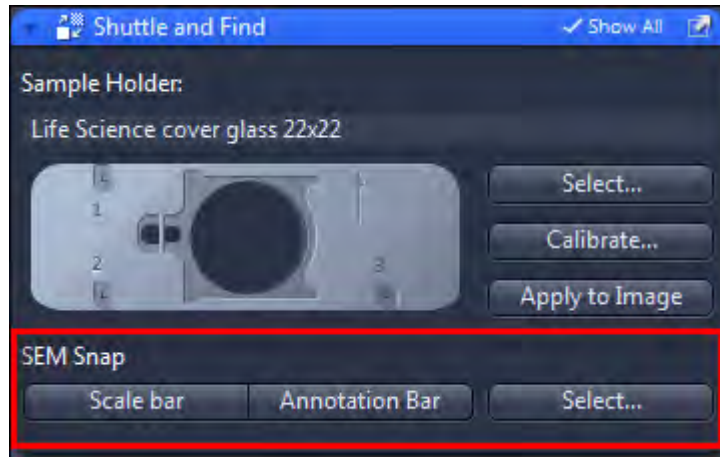 Shuttle and Find Show All
Sample Holder:
Life Science cover glass 22x22
Select...
1
Calibrate...
2 3
Apply to Image
SEM Snap
Scale bar Annotation Bar Select...